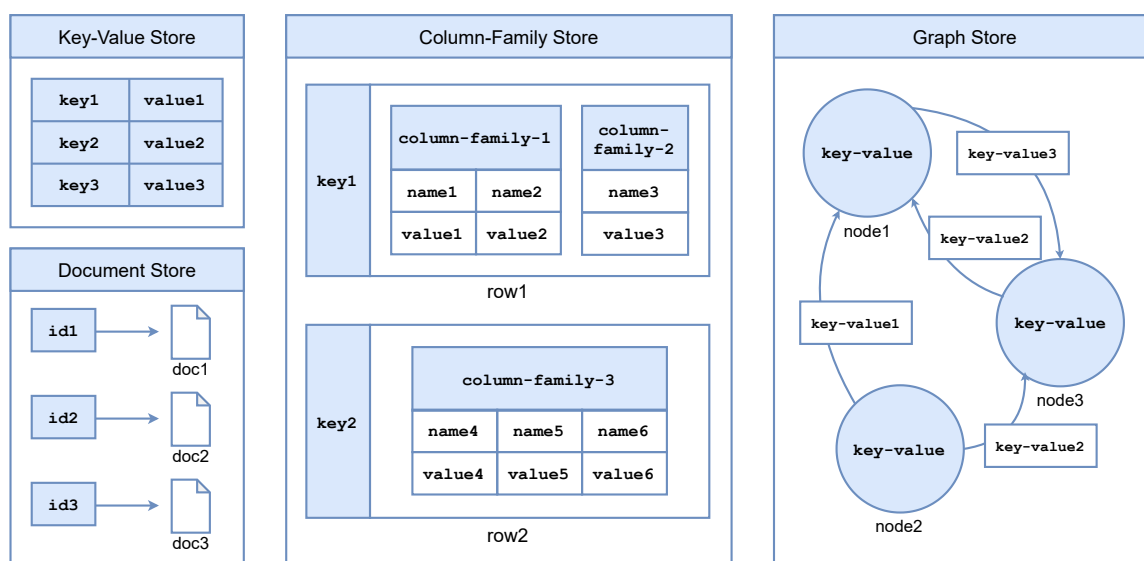 Key-Value Store
key1 value1
key2 value2
key3 value3
Document Store
id1
doc1
id2
doc2
id3
doc3
Column-Family Store
key1
column-family-1
name1 name2
value1 value2
column-
family-2
name3
value3
row1
key2
column-family-3
name4 name5 name6
value4 value5 value6
row2
Graph Store
key-value
node1
key-value3
key-value2
key-value1
key-value
node3
key-value
node2
key-value2